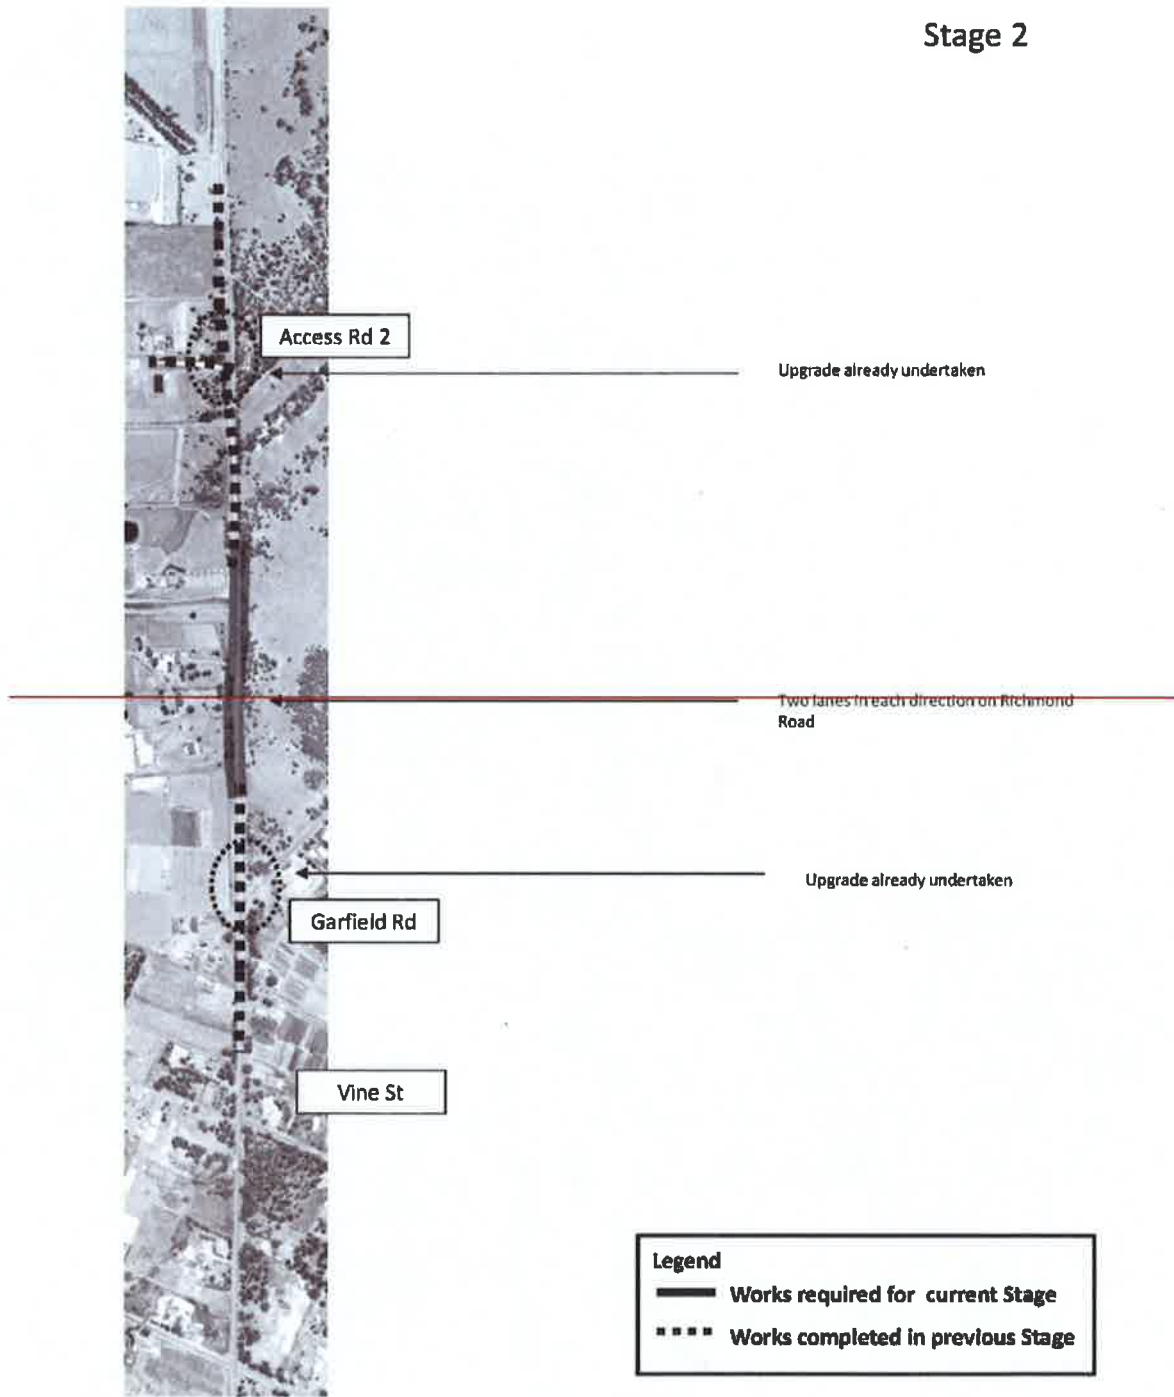 Stage 2
Access Rd 2
Upgrade already undertaken
Two lanes in each direction on Richmond
Road
Upgrade already undertaken
Garfield Rd
Vine St
Legend
Works required for current Stage
Works completed in previous Stage